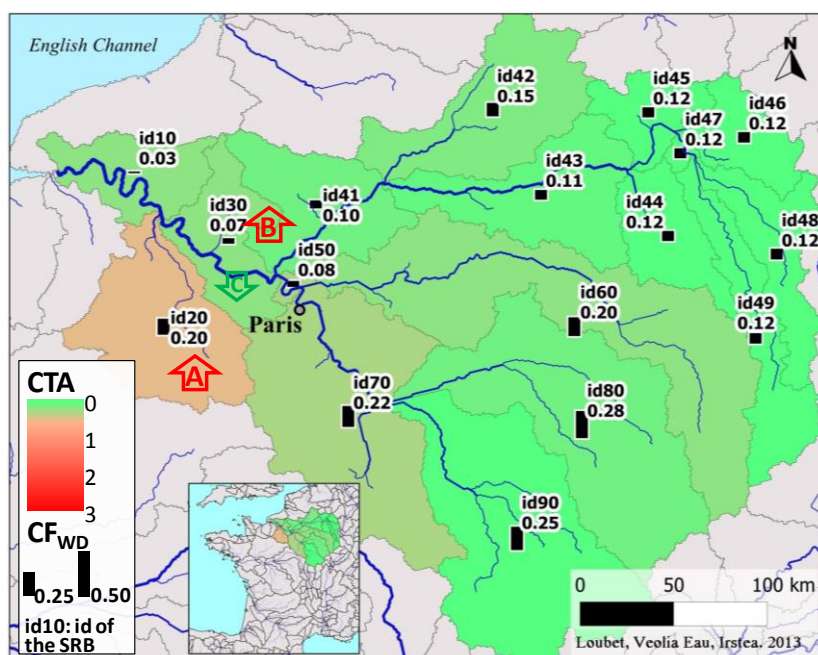 English Channel
N
id42
0.15
id45
0.12
id46
0.12
id47
0.12
id10
0.03
id43
0.11
id41
0.10
id30
0.07
B
id44
0.12
id48
0.12
id50
0.08
C
Paris
id60
0.20
id49
0.12
id20
0.20
A
id70
0.22
id80
0.28
id90
0.25
CTA
0
1
2
3
CFWD
0.25
0.50
id10: id of
the SRB
0 50 100 km
Loubet, Veolia Eau, Irstea. 2013